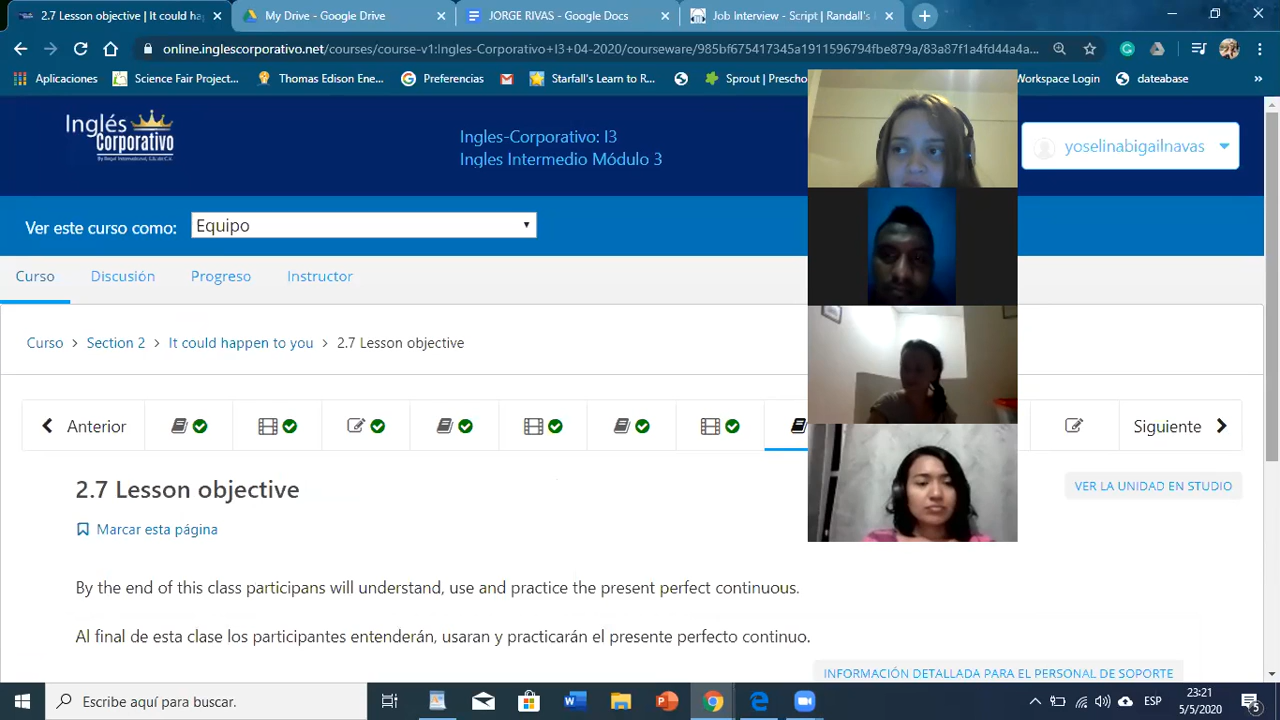 2.7 Lesson objective | It could ha
My Drive - Google Drive
JORGE RIVAS - Google Docs
Job Interview - Script | Randall's
online.inglescorporativo.net/courses/course-v1:Ingles-Corporativo+I3+04-2020/courseware/985bf675417345a1911596794fbe879a/83a87f1a4fd44a4a...
Aplicaciones
Science Fair Project...
Thomas Edison Ene...
Preferencias
Starfall's Learn to R...
Sprout | Prescho
Workspace Login
dateabase
»
Inglés
Corporativo
Ingles-Corporativo: I3
Ingles Intermedio Módulo 3
yoselinabigailnavas
Ver este curso como:
Equipo
Curso
Discusión
Progreso
Instructor
Curso > Section 2 > It could happen to you > 2.7 Lesson objective
Anterior
Siguiente
2.7 Lesson objective
VER LA UNIDAD EN STUDIO
Marcar esta página
By the end of this class participans will understand, use and practice the present perfect continuous.
Al final de esta clase los participantes entenderán, usaran y practicarán el presente perfecto continuo.
INFORMACIÓN DETALLADA PARA EL PERSONAL DE SOPORTE
Escribe aquí para buscar.
ESP
23:21
5/5/2020
5